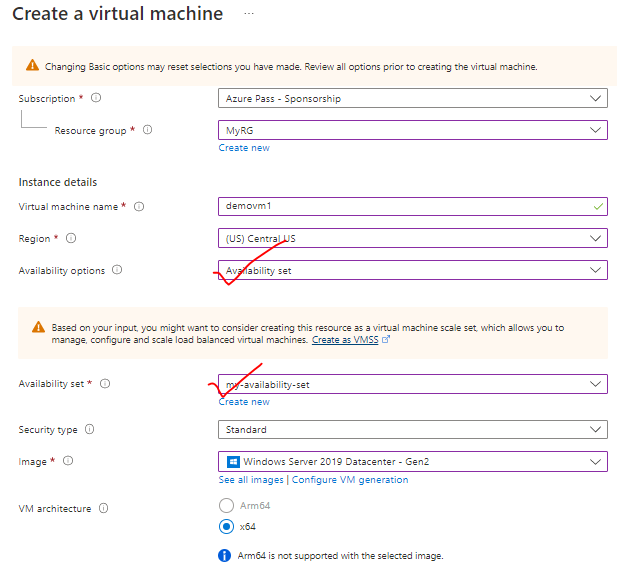 Create a virtual machine ...
Changing Basic options may reset selections you have made. Review all options prior to creating the virtual machine.
Subscription *
Azure Pass - Sponsorship
Resource group *
MyRG
Create new
Instance details
Virtual machine name *
demovm1
Region *
(US) Central US
Availability options
Availability set
Based on your input, you might want to consider creating this resource as a virtual machine scale set, which allows you to
manage, configure and scale load balanced virtual machines. Create as VMSS
Availability set *
my-availability-set
Create new
Security type
Standard
Image *
Windows Server 2019 Datacenter - Gen2
See all images | Configure VM generation
VM architecture
Arm64
x64
Arm64 is not supported with the selected image.